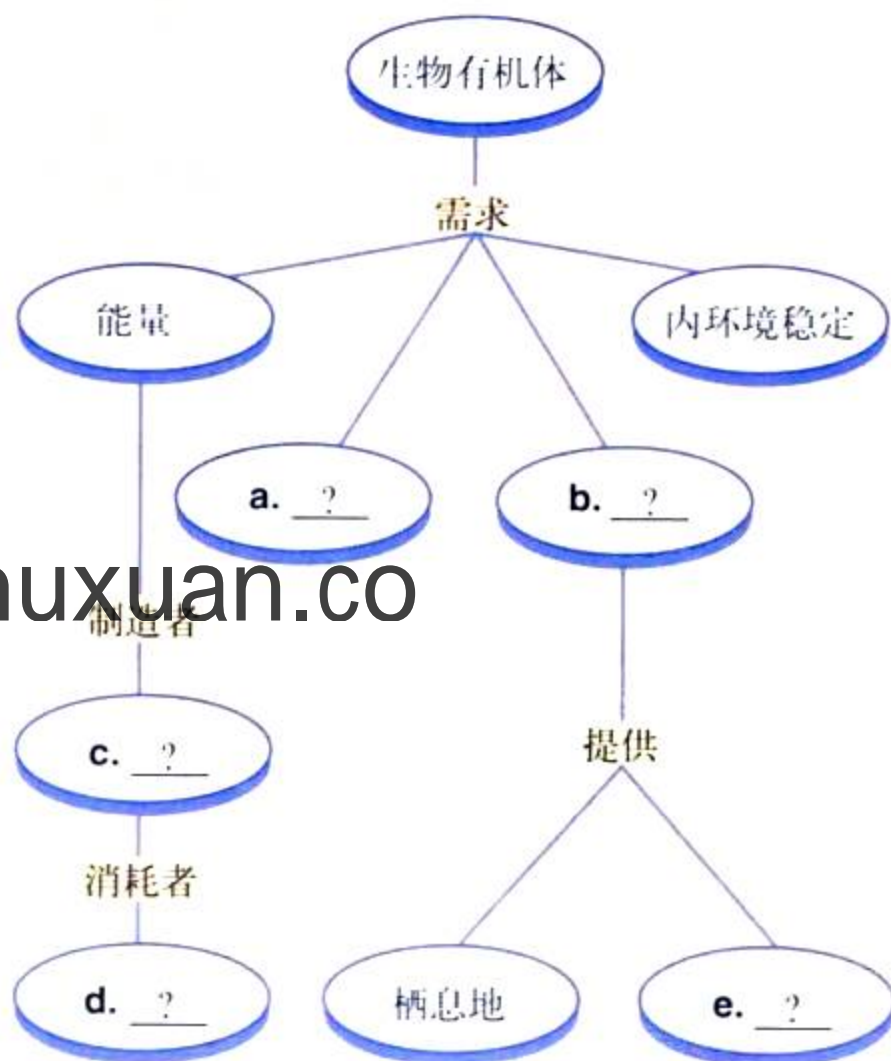 生物有机体
需求
能量
内环境稳定
a. ?
b. ?
nuxuan.co
制造者
c. ?
提供
消耗者
d. ?
栖息地
e. ?